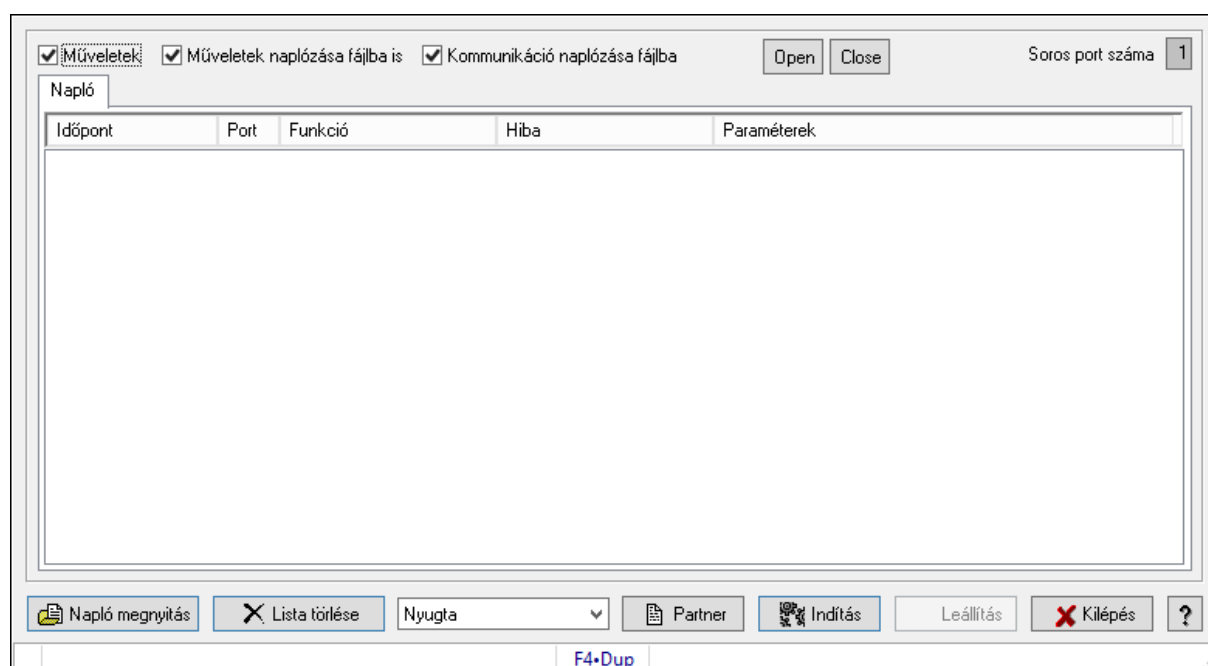 Műveletek Műveletek naplózása fájlba is Kommunikáció naplózása fájlba Open Close Soros port száma 1
Napló
Időpont Port Funkció Hiba Paraméterek
Napló megnyitás Lista törlése Nyugta Partner Indítás Leállítás Kilépés ?
F4•Dup